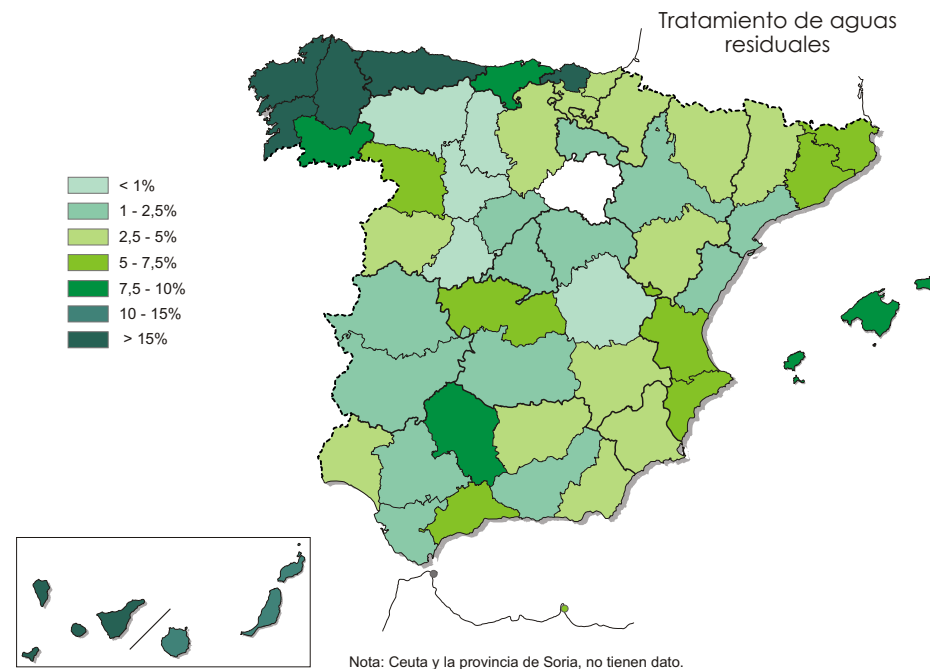 Tratamiento de aguas
residuales
< 1%
1 - 2,5%
2,5 - 5%
5 - 7,5%
7,5 - 10%
10 - 15%
> 15%
Nota: Ceuta y la provincia de Soria, no tienen dato.